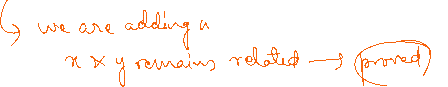 ↳ we are adding n
n x y remains related → proved